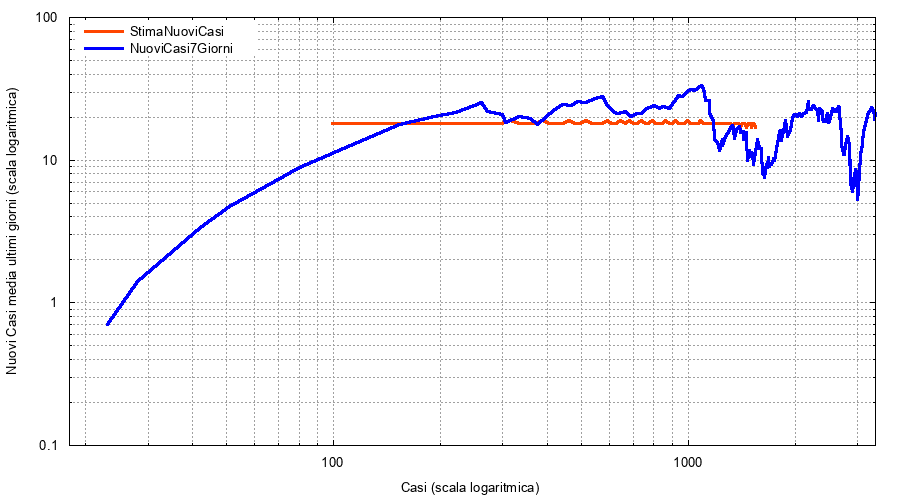 100
StimaNuoviCasi
NuoviCasi7Giorni
10
1
0.1
Nuovi Casi media ultimi giorni (scala logaritmica)
100
1000
Casi (scala logaritmica)